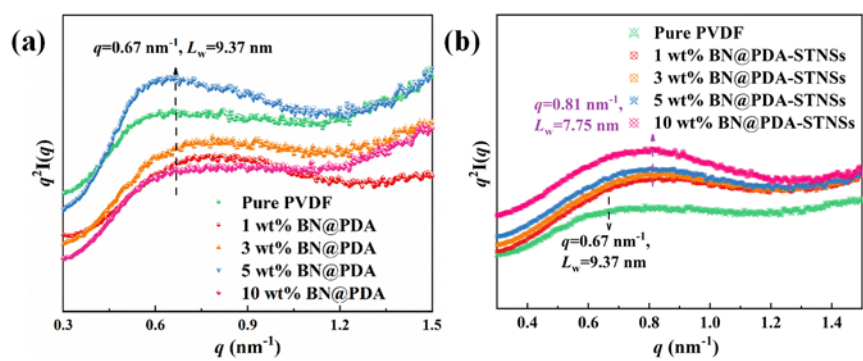 (a)
q=0.67 nm⁻¹, Lw=9.37 nm
q²I(q)
Pure PVDF
1 wt% BN@PDA
3 wt% BN@PDA
5 wt% BN@PDA
10 wt% BN@PDA
0.3 0.6 0.9 1.2 1.5
q (nm⁻¹)
(b)
Pure PVDF
1 wt% BN@PDA-STNSs
3 wt% BN@PDA-STNSs
5 wt% BN@PDA-STNSs
10 wt% BN@PDA-STNSs
q=0.81 nm⁻¹,
Lw=7.75 nm
q²I(q)
q=0.67 nm⁻¹,
Lw=9.37 nm
0.4 0.6 0.8 1.0 1.2 1.4
q (nm⁻¹)